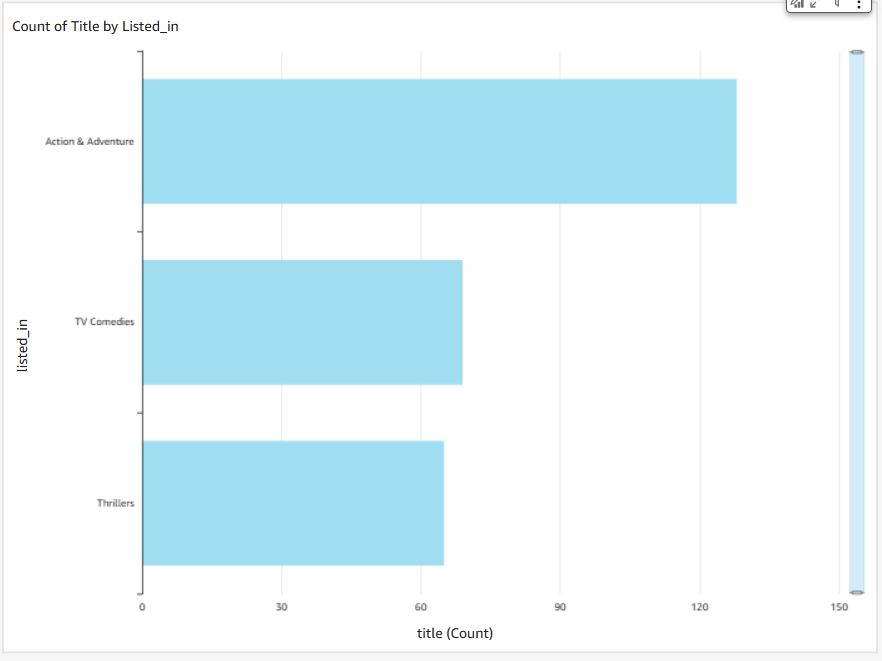 Count of Title by Listed_in
Action & Adventure
TV Comedies
Thrillers
listed_in
0 30 60 90 120 150
title (Count)